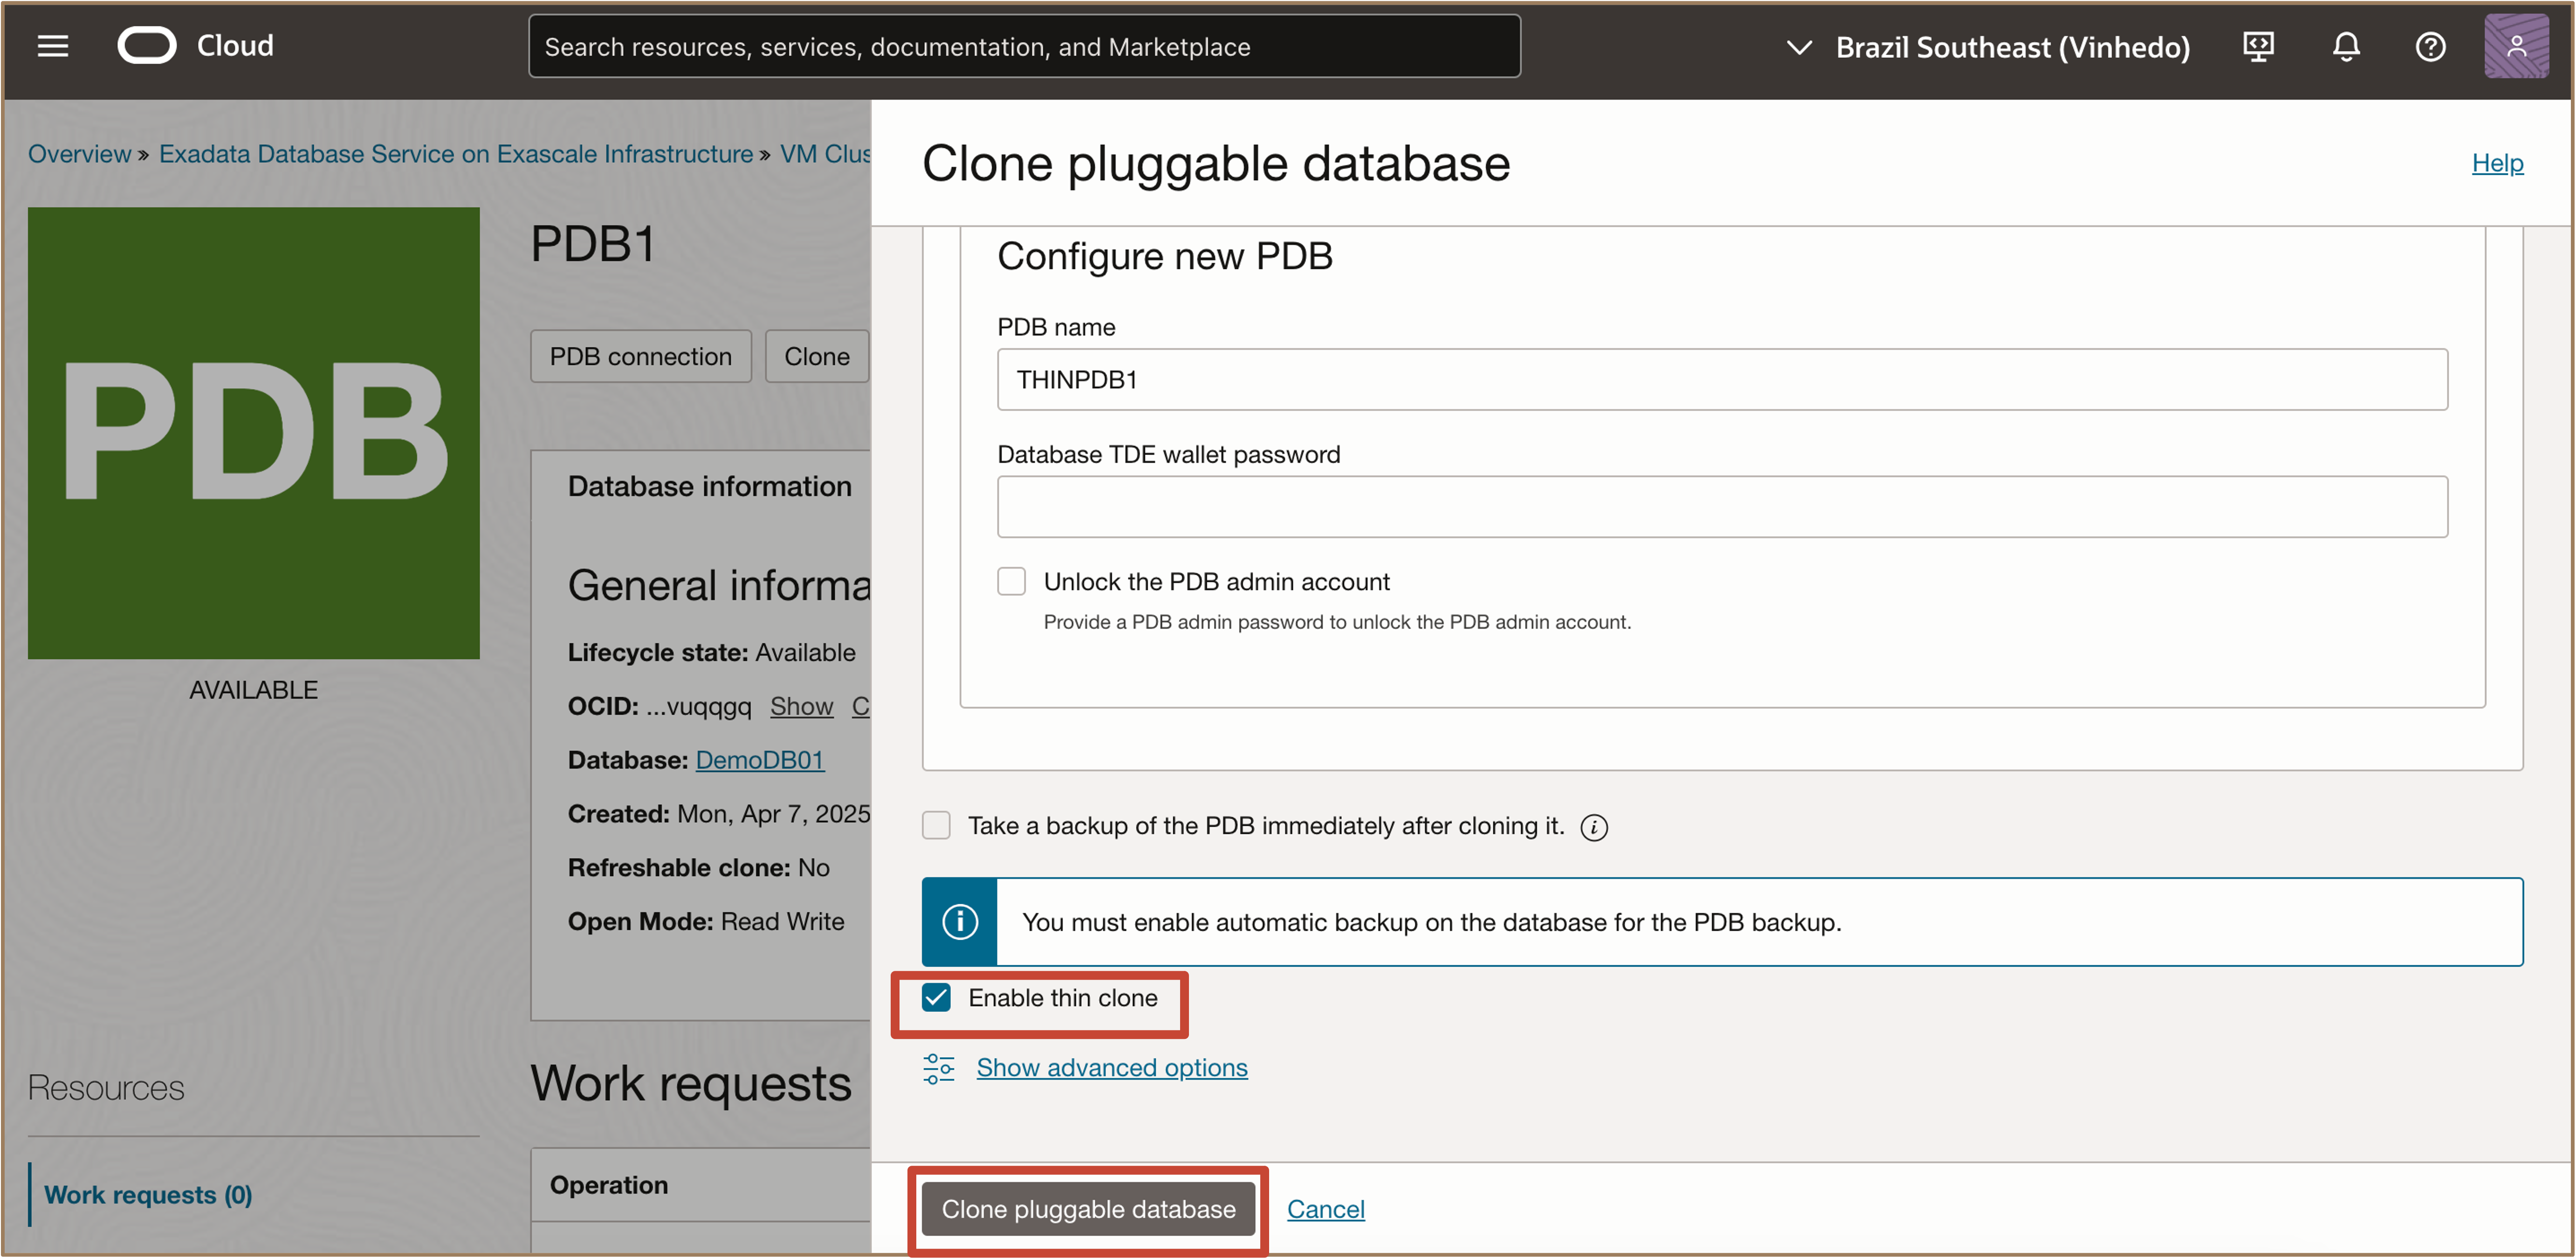 Cloud
Search resources, services, documentation, and Marketplace
Brazil Southeast (Vinhedo)
Overview » Exadata Database Service on Exascale Infrastructure » VM Clus
PDB
AVAILABLE
PDB1
PDB connection
Clone
Database information
General informa
Lifecycle state: Available
OCID: ...vuqqgq Show C
Database: DemoDB01
Created: Mon, Apr 7, 2025
Refreshable clone: No
Open Mode: Read Write
Resources
Work requests (0)
Work requests
Operation
Clone pluggable database
Help
Configure new PDB
PDB name
THINPDB1
Database TDE wallet password
Unlock the PDB admin account
Provide a PDB admin password to unlock the PDB admin account.
Take a backup of the PDB immediately after cloning it.
You must enable automatic backup on the database for the PDB backup.
Enable thin clone
Show advanced options
Clone pluggable database
Cancel